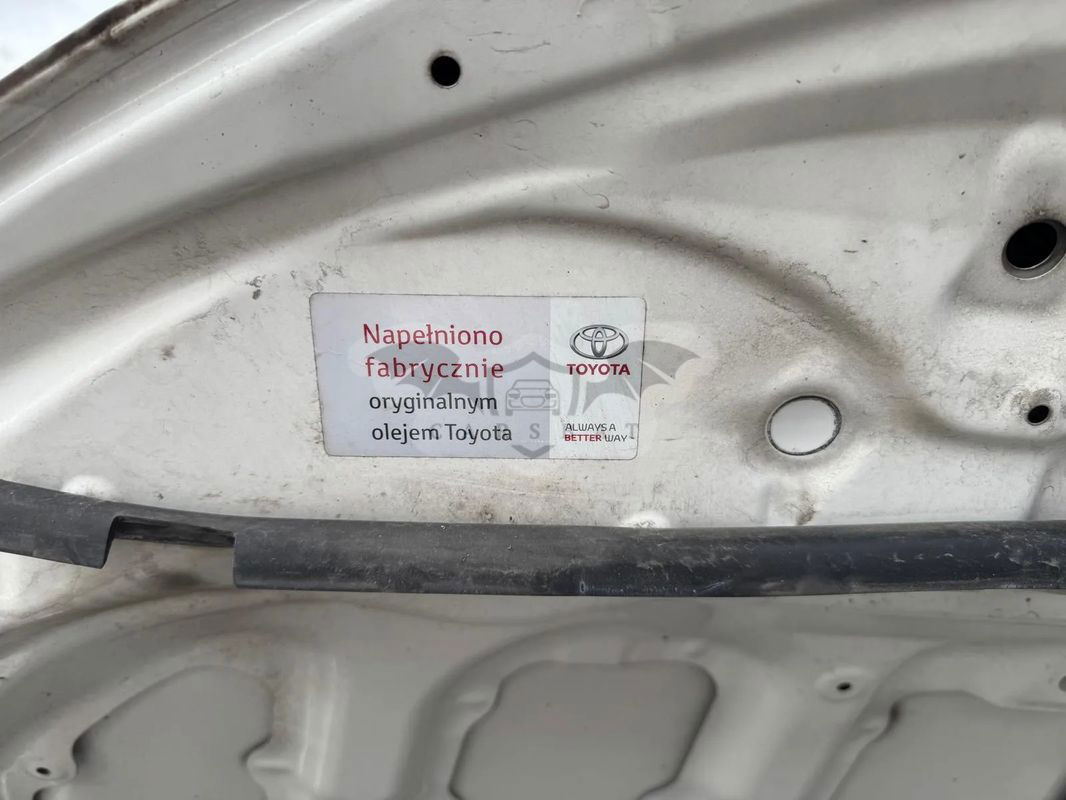 Napełniono
fabrycznie
oryginalnym
olejem Toyota
TOYOTA
ALWAYS A
BETTER WAY